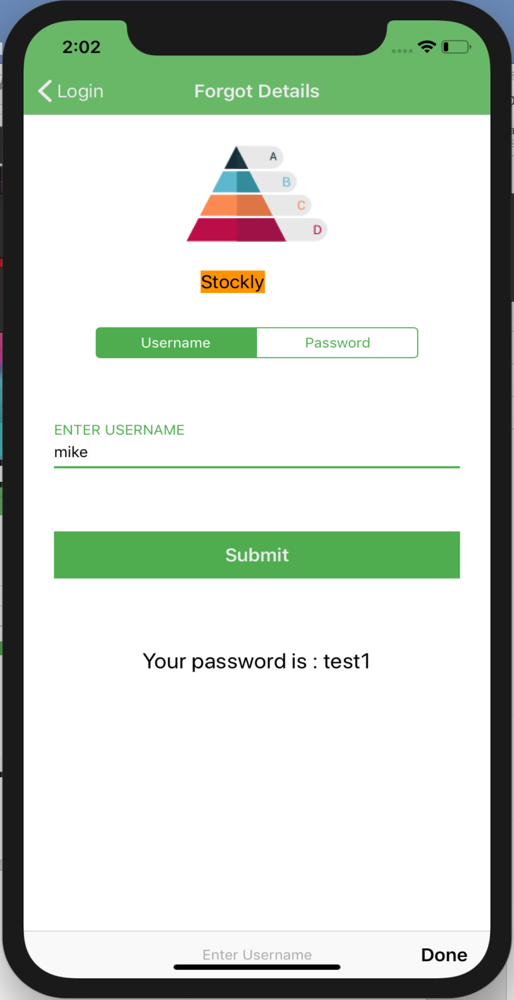 2:02
Login
Forgot Details
A
B
C
D
Stockly
Username
Password
ENTER USERNAME
mike
Submit
Your password is : test1
Enter Username
Done